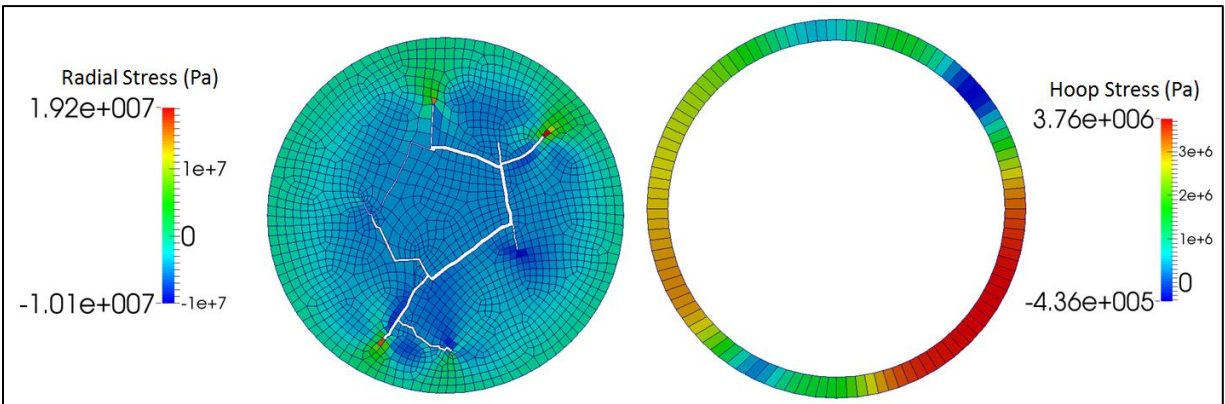 Radial Stress (Pa)
1.92e+007
1e+7
0
-1.01e+007
-1e+7
Hoop Stress (Pa)
3.76e+006
3e+6
2e+6
1e+6
0
-4.36e+005